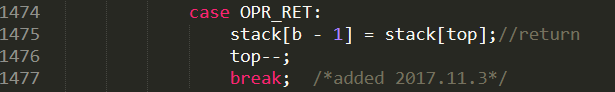 1474 case OPR_RET:
1475 stack[b - 1] = stack[top];//return
1476 top--;
1477 break; /*added 2017.11.3*/